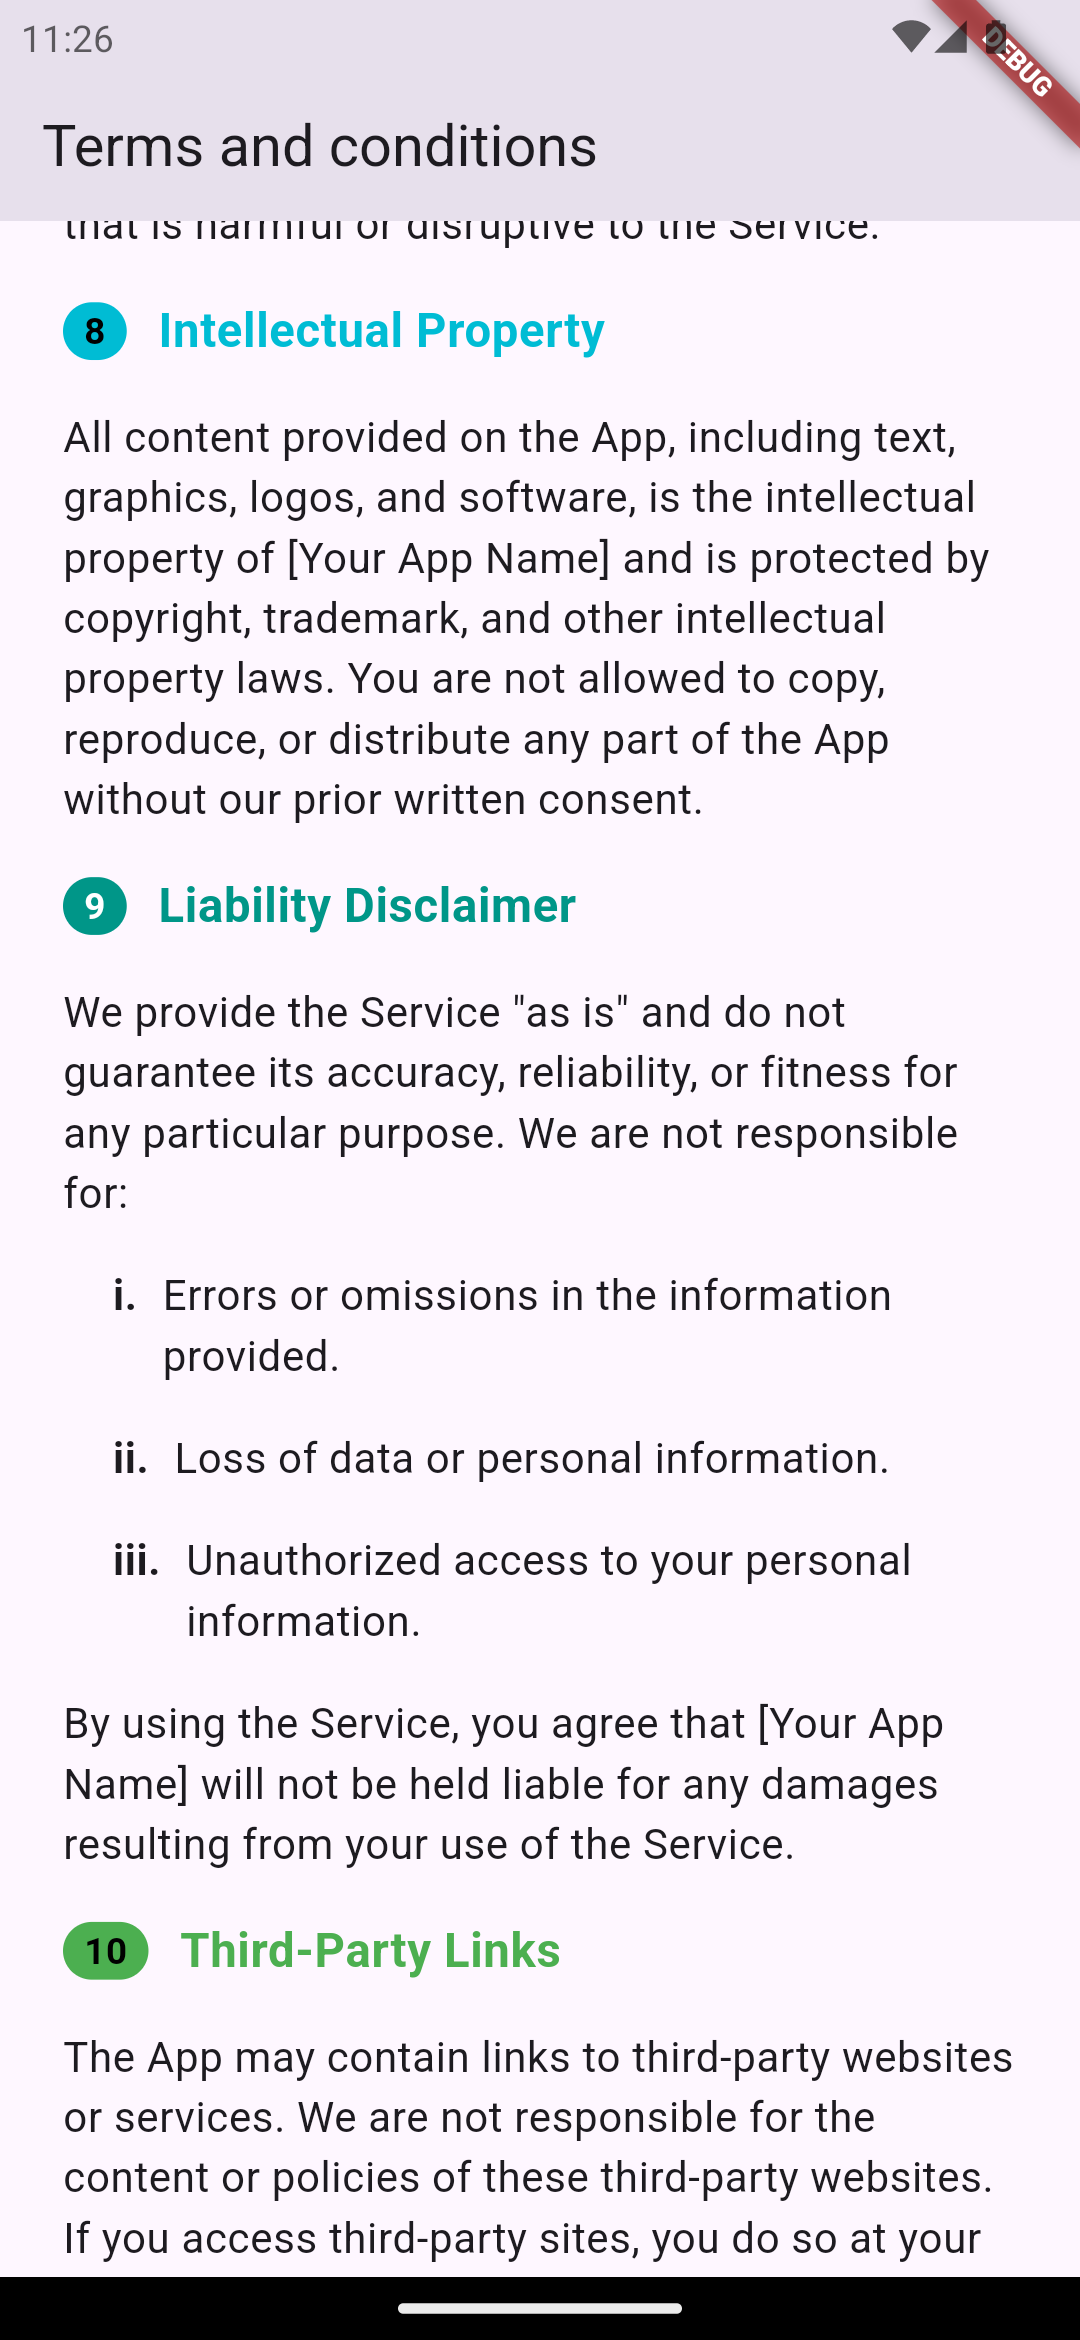 11:26
DEBUG
Terms and conditions
that is harmful or disruptive to the Service.
8 Intellectual Property
All content provided on the App, including text,
graphics, logos, and software, is the intellectual
property of [Your App Name] and is protected by
copyright, trademark, and other intellectual
property laws. You are not allowed to copy,
reproduce, or distribute any part of the App
without our prior written consent.
9 Liability Disclaimer
We provide the Service "as is" and do not
guarantee its accuracy, reliability, or fitness for
any particular purpose. We are not responsible
for:
i. Errors or omissions in the information
provided.
ii. Loss of data or personal information.
iii. Unauthorized access to your personal
information.
By using the Service, you agree that [Your App
Name] will not be held liable for any damages
resulting from your use of the Service.
10 Third-Party Links
The App may contain links to third-party websites
or services. We are not responsible for the
content or policies of these third-party websites.
If you access third-party sites, you do so at your